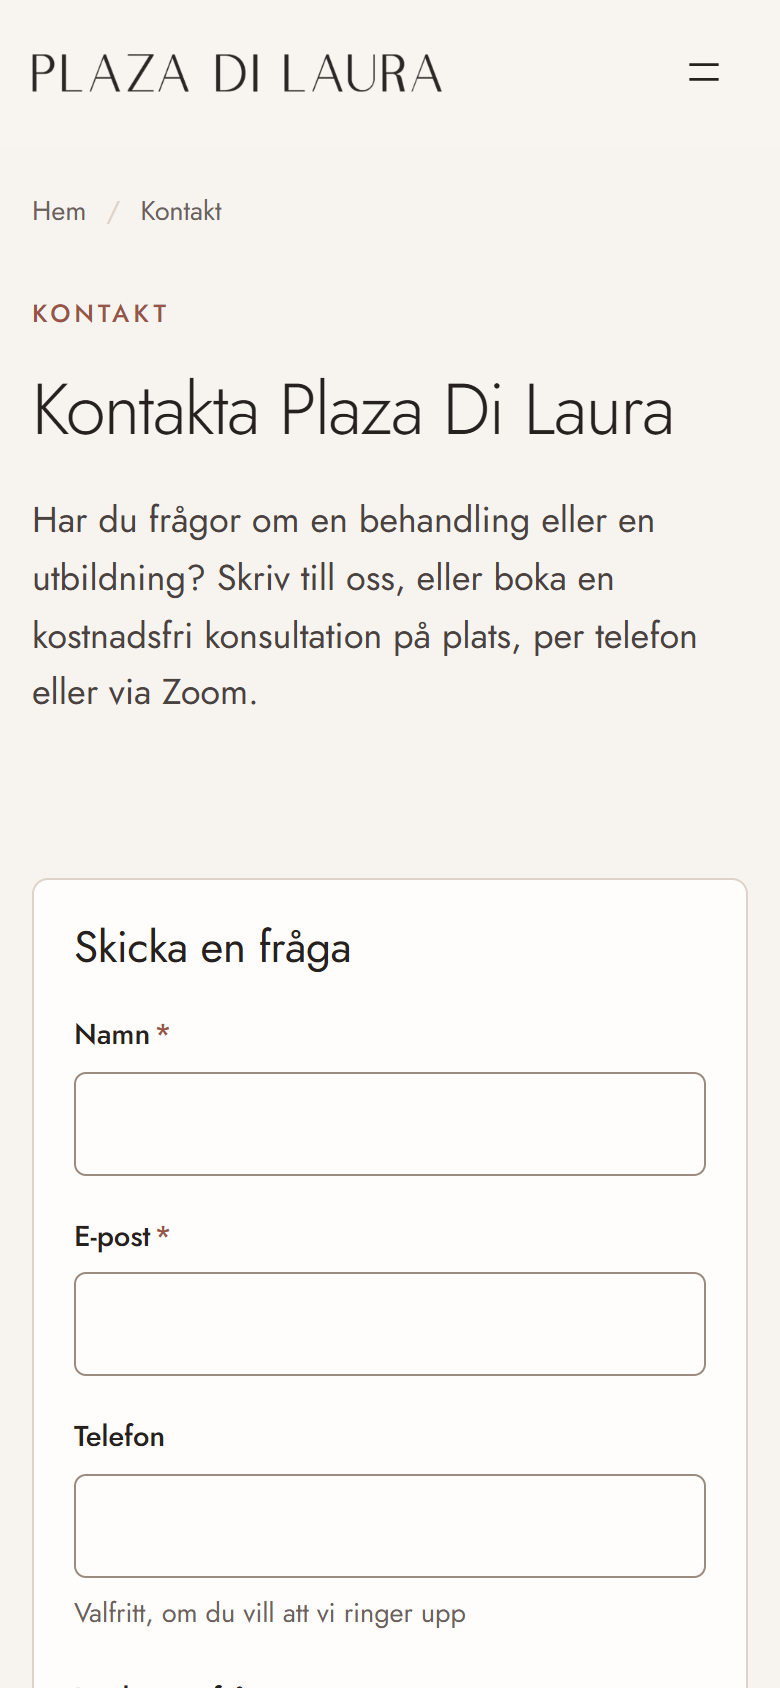 PLAZA DI LAURA
Hem / Kontakt
KONTAKT
Kontakta Plaza Di Laura
Har du frågor om en behandling eller en
utbildning? Skriv till oss, eller boka en
kostnadsfri konsultation på plats, per telefon
eller via Zoom.
Skicka en fråga
Namn *
E-post *
Telefon
Valfritt, om du vill att vi ringer upp